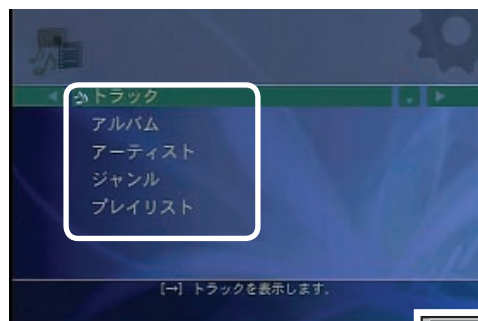 トラック
アルバム
アーティスト
ジャンル
プレイリスト
[→] トラックを表示します.